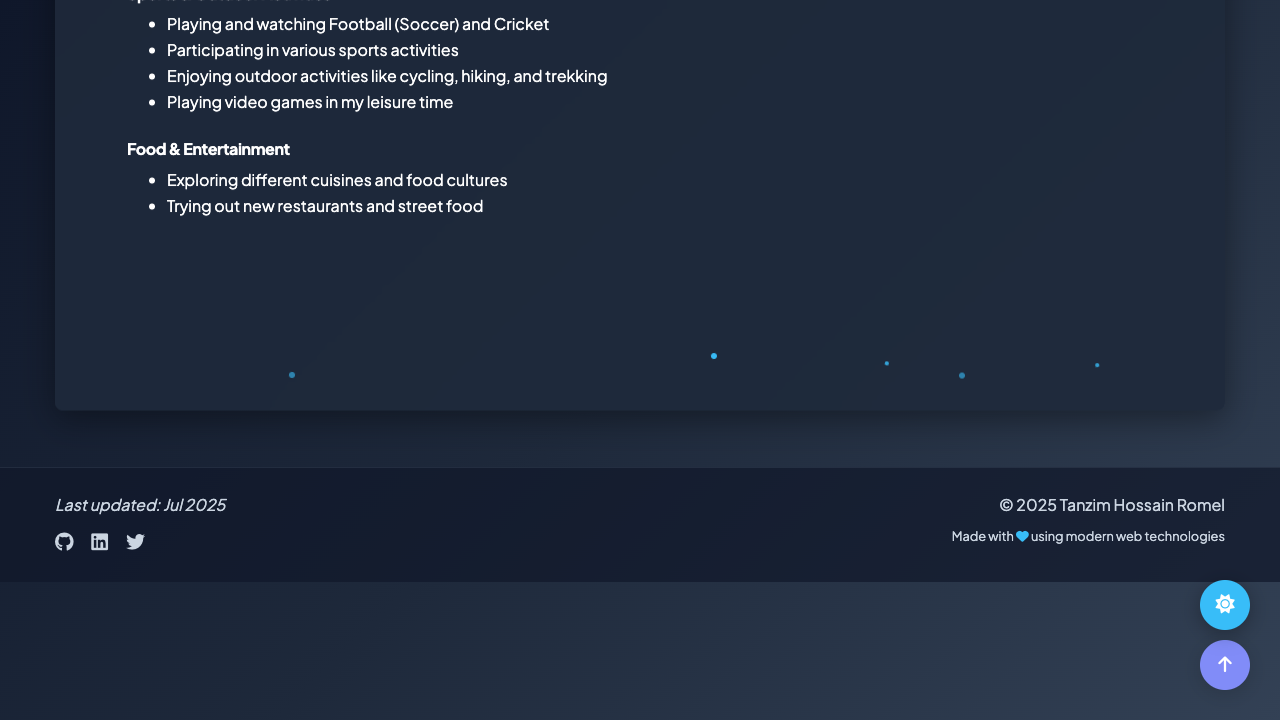 Playing and watching Football (Soccer) and Cricket
Participating in various sports activities
Enjoying outdoor activities like cycling, hiking, and trekking
Playing video games in my leisure time
Food & Entertainment
Exploring different cuisines and food cultures
Trying out new restaurants and street food
Last updated: Jul 2025
© 2025 Tanzim Hossain Romel
Made with using modern web technologies